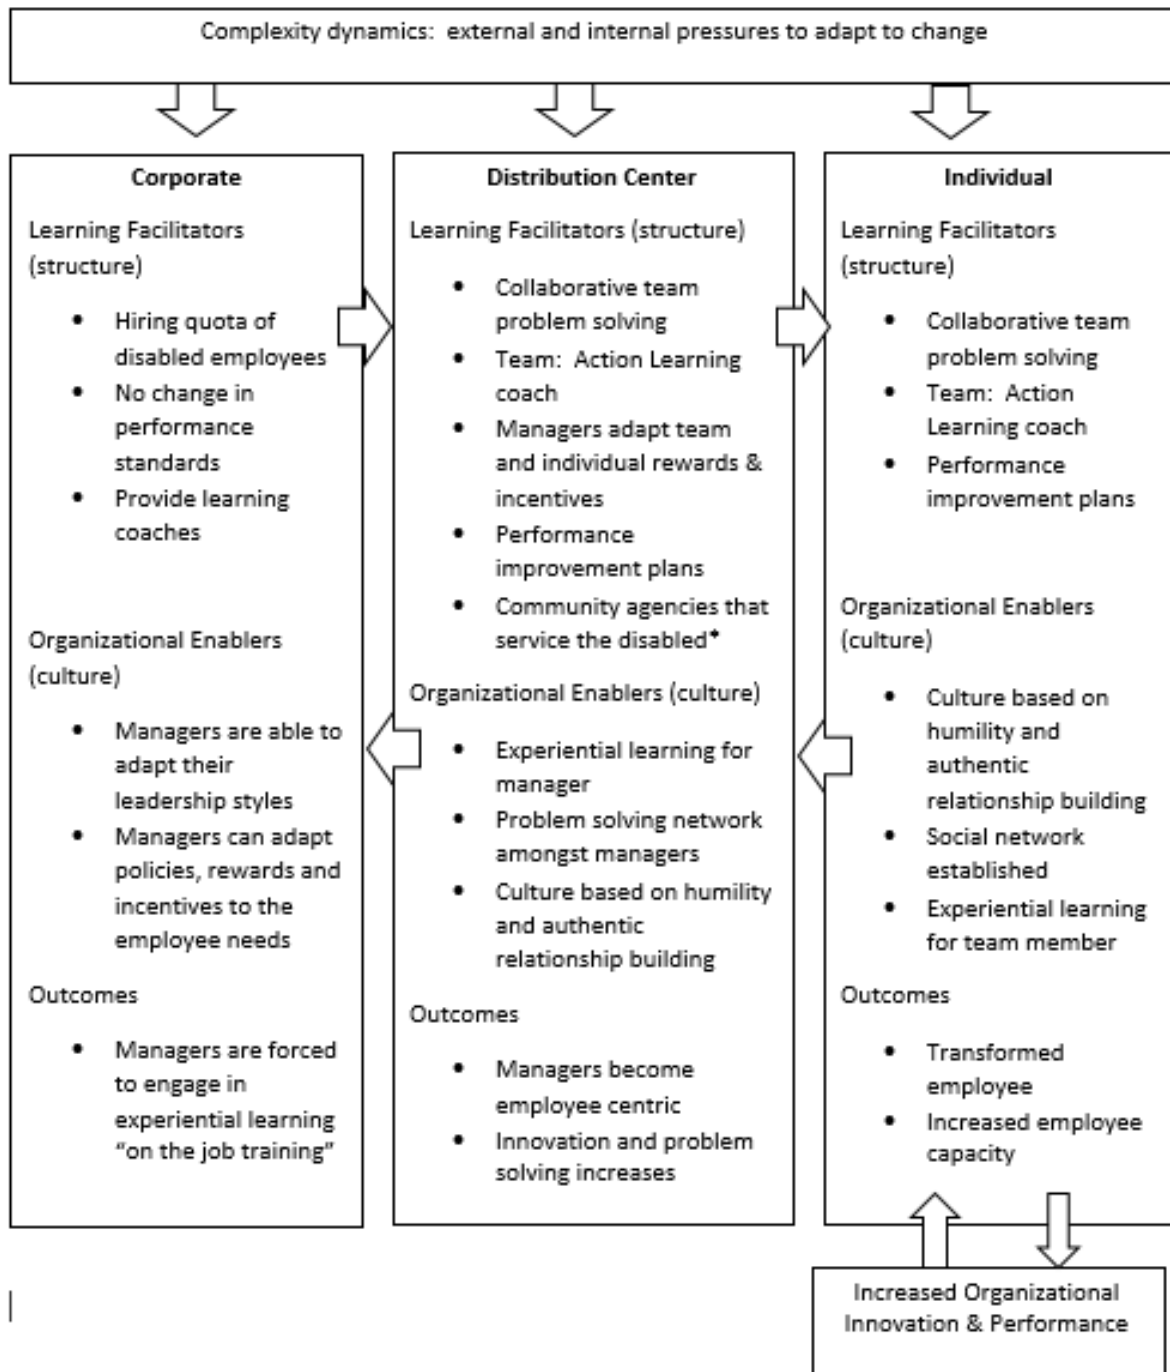 Complexity dynamics:  external and internal pressures to adapt to change
Corporate
Learning Facilitators
(structure)
• Hiring quota of
disabled employees
• No change in
performance
standards
• Provide learning
coaches
Organizational Enablers
(culture)
• Managers are able to
adapt their
leadership styles
• Managers can adapt
policies, rewards and
incentives to the
employee needs
Outcomes
• Managers are forced
to engage in
experiential learning
“on the job training”
Distribution Center
Learning Facilitators (structure)
• Collaborative team
problem solving
• Team:  Action Learning
coach
• Managers adapt team
and individual rewards &
incentives
• Performance
improvement plans
• Community agencies that
service the disabled*
Organizational Enablers (culture)
• Experiential learning for
manager
• Problem solving network
amongst managers
• Culture based on humility
and authentic
relationship building
Outcomes
• Managers become
employee centric
• Innovation and problem
solving increases
Individual
Learning Facilitators
(structure)
• Collaborative team
problem solving
• Team:  Action
Learning coach
• Performance
improvement plans
Organizational Enablers
(culture)
• Culture based on
humility and
authentic
relationship building
• Social network
established
• Experiential learning
for team member
Outcomes
• Transformed
employee
• Increased employee
capacity
Increased Organizational
Innovation & Performance